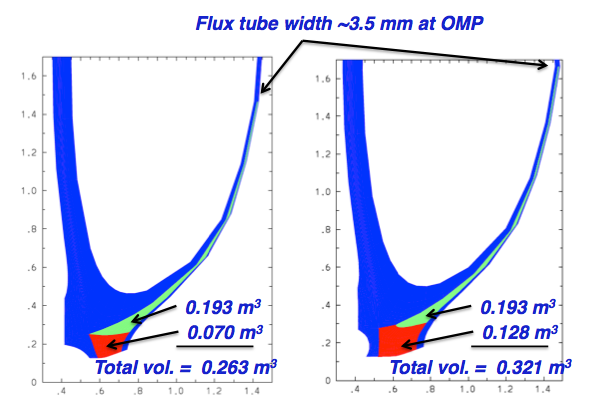 Flux tube width ~3.5 mm at OMP
1.6
1.4
1.2
1.0
.8
.6
.4
.2
0
.4 .6 .8 1.0 1.2 1.4
0.193 m³
0.070 m³
Total vol. = 0.263 m³
1.6
1.4
1.2
1.0
.8
.6
.4
.2
0
.4 .6 .8 1.0 1.2 1.4
0.193 m³
0.128 m³
Total vol. = 0.321 m³